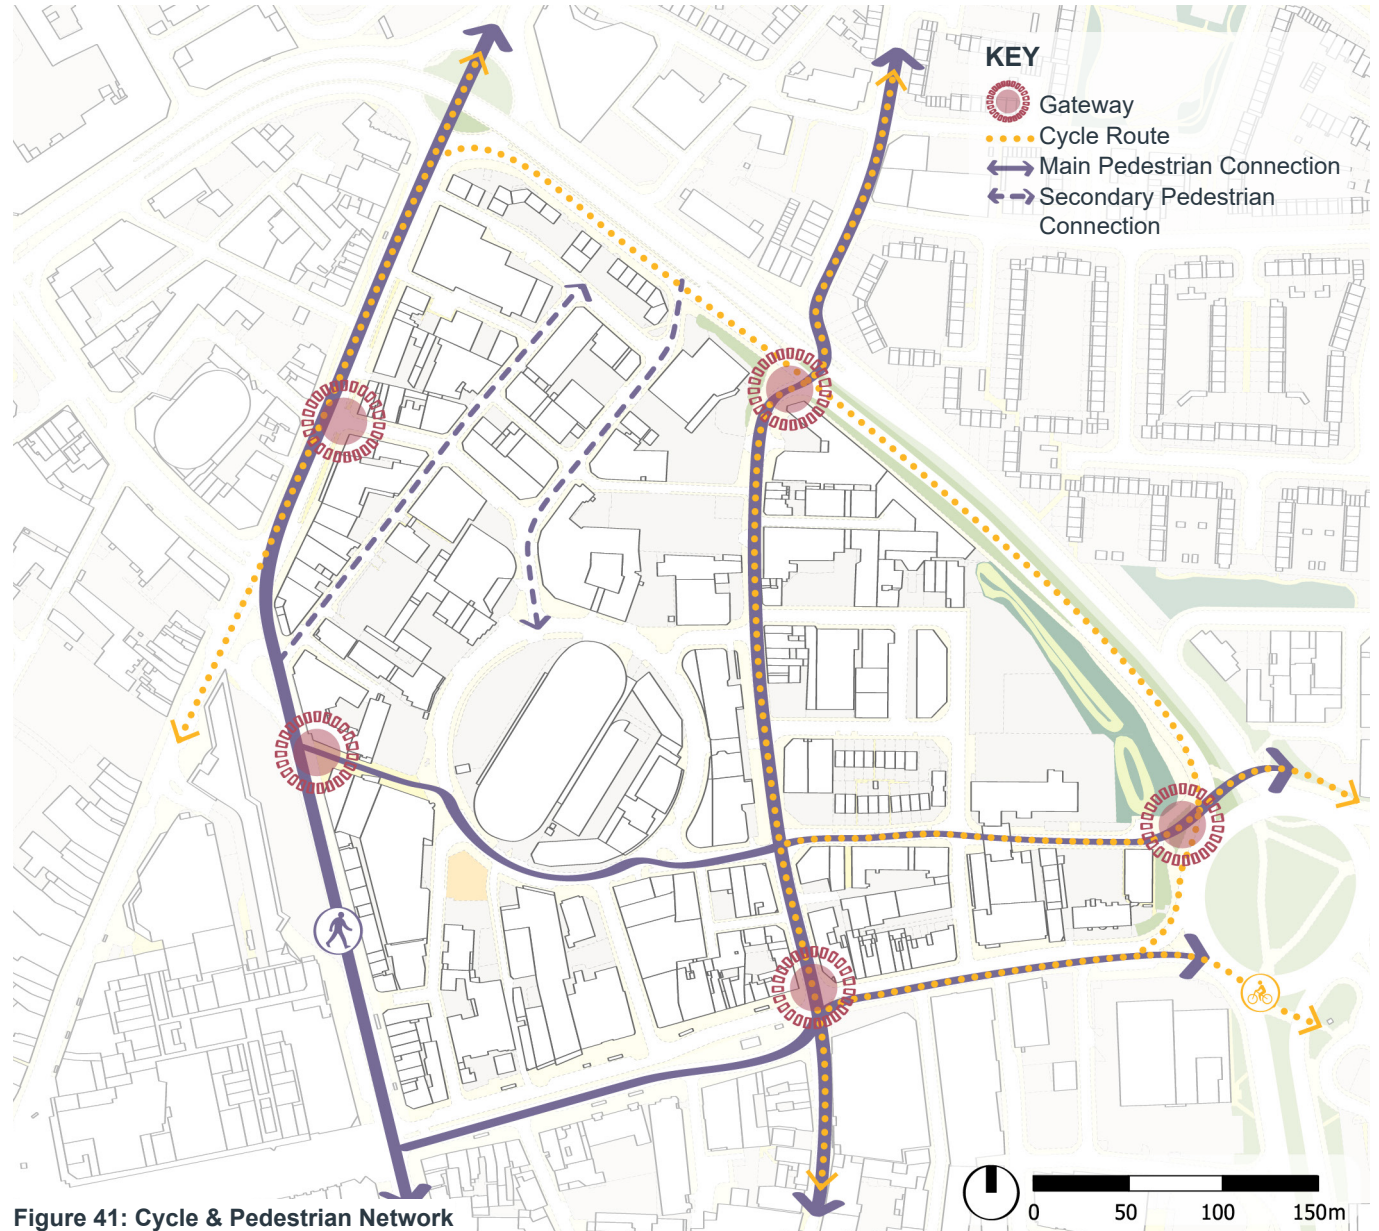 KEY
Gateway
Cycle Route
Main Pedestrian Connection
Secondary Pedestrian
Connection
0 50 100 150m
Figure 41: Cycle & Pedestrian Network